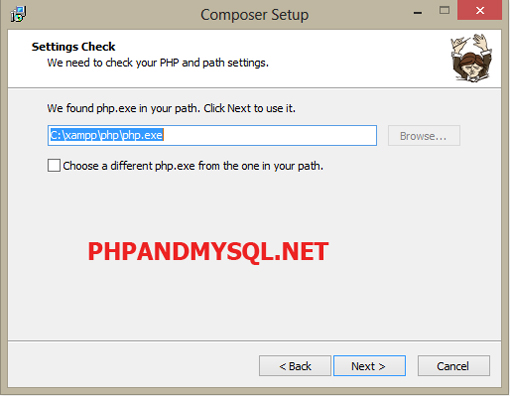 Composer Setup
Settings Check
We need to check your PHP and path settings.
We found php.exe in your path. Click Next to use it.
C:\xampp\php\php.exe
Browse...
Choose a different php.exe from the one in your path.
PHPANDMYSQL.NET
< Back
Next >
Cancel